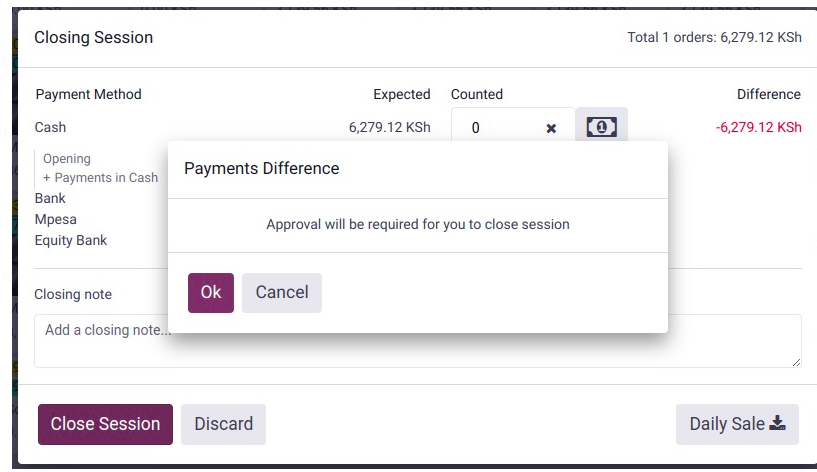 Closing Session
Total 1 orders: 6,279.12 KSh
Payment Method Expected Counted Difference
Cash 6,279.12 KSh 0 -6,279.12 KSh
Opening
+ Payments in Cash
Bank
Mpesa
Equity Bank
Payments Difference
Approval will be required for you to close session
Ok Cancel
Closing note
Add a closing note...
Close Session Discard Daily Sale